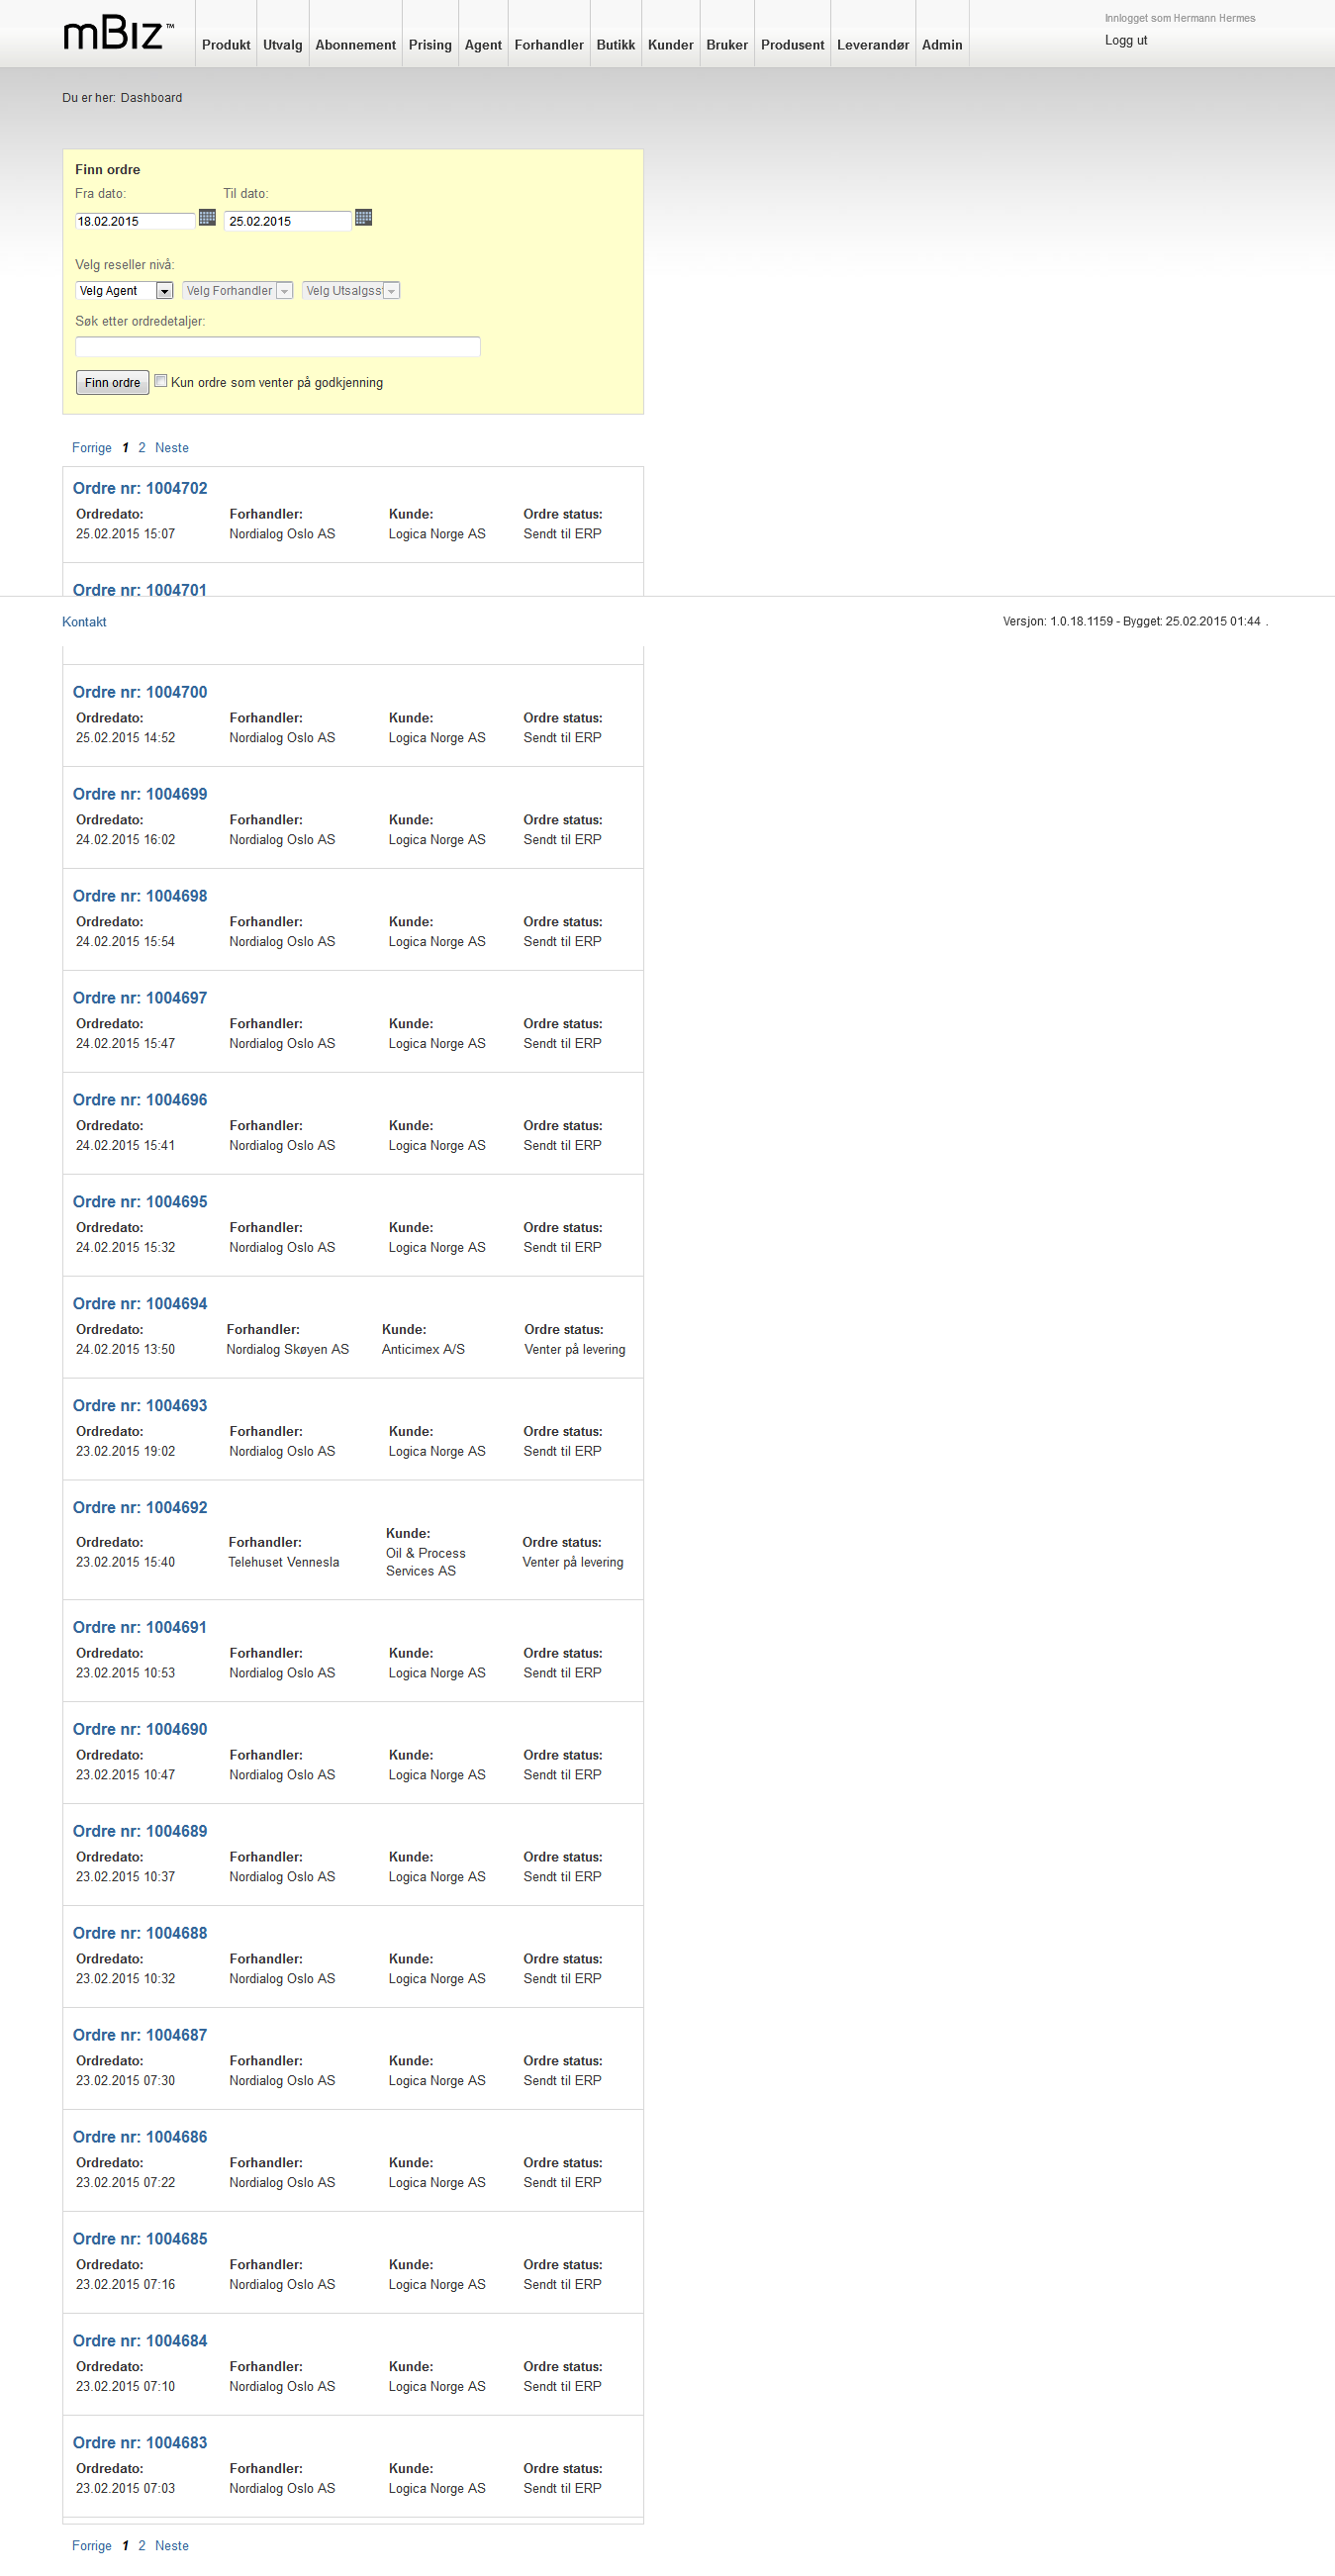 mBiz™
Produkt Utvalg Abonnement Prising Agent Forhandler Butikk Kunder Bruker Produsent Leverandør Admin
Innlogget som Hermann Hermes
Logg ut
Du er her: Dashboard
Finn ordre
Fra dato: Til dato:
18.02.2015 25.02.2015
Velg reseller nivå:
Velg Agent Velg Forhandler Velg Utsalgss
Søk etter ordredetaljer:
Finn ordre Kun ordre som venter på godkjenning
Forrige 1 2 Neste
Ordre nr: 1004702
Ordredato: Forhandler: Kunde: Ordre status:
25.02.2015 15:07 Nordialog Oslo AS Logica Norge AS Sendt til ERP
Ordre nr: 1004701
Kontakt Versjon: 1.0.18.1159 - Bygget: 25.02.2015 01:44 .
Ordre nr: 1004700
Ordredato: Forhandler: Kunde: Ordre status:
25.02.2015 14:52 Nordialog Oslo AS Logica Norge AS Sendt til ERP
Ordre nr: 1004699
Ordredato: Forhandler: Kunde: Ordre status:
24.02.2015 16:02 Nordialog Oslo AS Logica Norge AS Sendt til ERP
Ordre nr: 1004698
Ordredato: Forhandler: Kunde: Ordre status:
24.02.2015 15:54 Nordialog Oslo AS Logica Norge AS Sendt til ERP
Ordre nr: 1004697
Ordredato: Forhandler: Kunde: Ordre status:
24.02.2015 15:47 Nordialog Oslo AS Logica Norge AS Sendt til ERP
Ordre nr: 1004696
Ordredato: Forhandler: Kunde: Ordre status:
24.02.2015 15:41 Nordialog Oslo AS Logica Norge AS Sendt til ERP
Ordre nr: 1004695
Ordredato: Forhandler: Kunde: Ordre status:
24.02.2015 15:32 Nordialog Oslo AS Logica Norge AS Sendt til ERP
Ordre nr: 1004694
Ordredato: Forhandler: Kunde: Ordre status:
24.02.2015 13:50 Nordialog Skøyen AS Anticimex A/S Venter på levering
Ordre nr: 1004693
Ordredato: Forhandler: Kunde: Ordre status:
23.02.2015 19:02 Nordialog Oslo AS Logica Norge AS Sendt til ERP
Ordre nr: 1004692
Ordredato: Forhandler: Kunde: Ordre status:
23.02.2015 15:40 Telehuset Vennesla Oil & Process Venter på levering
Services AS
Ordre nr: 1004691
Ordredato: Forhandler: Kunde: Ordre status:
23.02.2015 10:53 Nordialog Oslo AS Logica Norge AS Sendt til ERP
Ordre nr: 1004690
Ordredato: Forhandler: Kunde: Ordre status:
23.02.2015 10:47 Nordialog Oslo AS Logica Norge AS Sendt til ERP
Ordre nr: 1004689
Ordredato: Forhandler: Kunde: Ordre status:
23.02.2015 10:37 Nordialog Oslo AS Logica Norge AS Sendt til ERP
Ordre nr: 1004688
Ordredato: Forhandler: Kunde: Ordre status:
23.02.2015 10:32 Nordialog Oslo AS Logica Norge AS Sendt til ERP
Ordre nr: 1004687
Ordredato: Forhandler: Kunde: Ordre status:
23.02.2015 07:30 Nordialog Oslo AS Logica Norge AS Sendt til ERP
Ordre nr: 1004686
Ordredato: Forhandler: Kunde: Ordre status:
23.02.2015 07:22 Nordialog Oslo AS Logica Norge AS Sendt til ERP
Ordre nr: 1004685
Ordredato: Forhandler: Kunde: Ordre status:
23.02.2015 07:16 Nordialog Oslo AS Logica Norge AS Sendt til ERP
Ordre nr: 1004684
Ordredato: Forhandler: Kunde: Ordre status:
23.02.2015 07:10 Nordialog Oslo AS Logica Norge AS Sendt til ERP
Ordre nr: 1004683
Ordredato: Forhandler: Kunde: Ordre status:
23.02.2015 07:03 Nordialog Oslo AS Logica Norge AS Sendt til ERP
Forrige 1 2 Neste